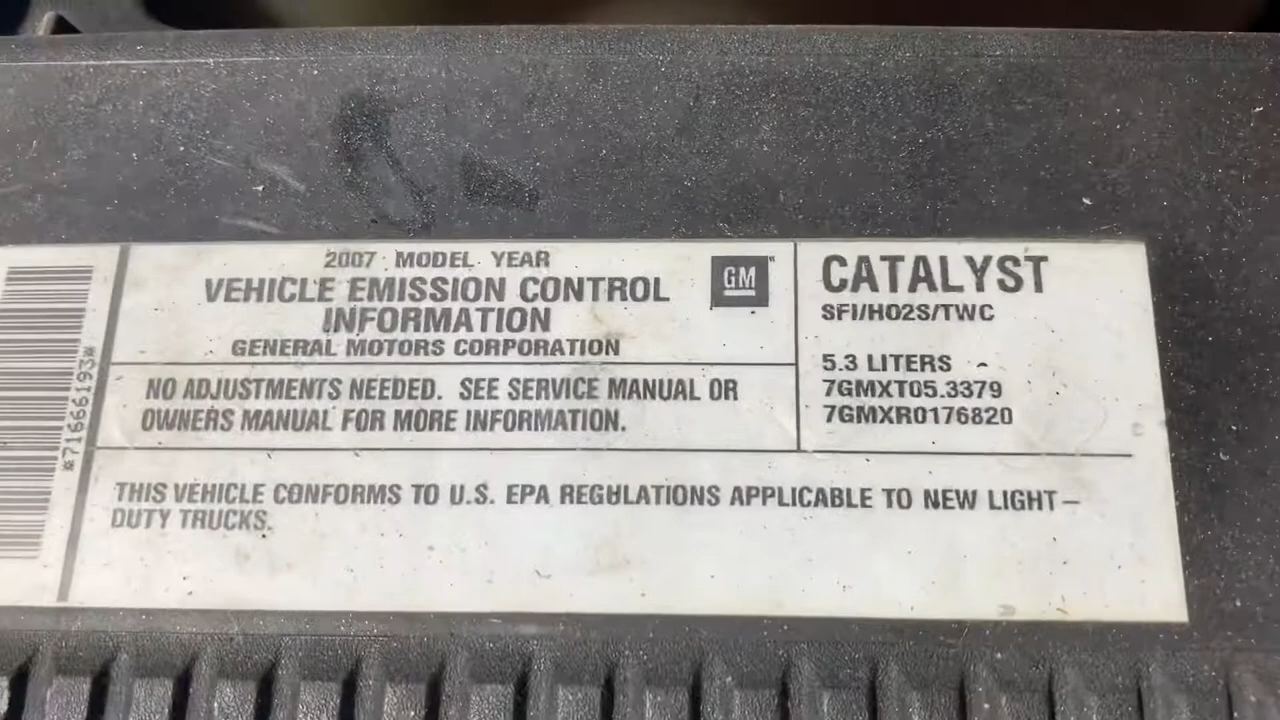 *71666193*
2007 MODEL YEAR
VEHICLE EMISSION CONTROL
INFORMATION
GENERAL MOTORS CORPORATION
GM
NO ADJUSTMENTS NEEDED. SEE SERVICE MANUAL OR
OWNERS MANUAL FOR MORE INFORMATION.
CATALYST
SFI/HO2S/TWC
5.3 LITERS
7GMXT05.3379
7GMXR0176820
THIS VEHICLE CONFORMS TO U.S. EPA REGULATIONS APPLICABLE TO NEW LIGHT-
DUTY TRUCKS.